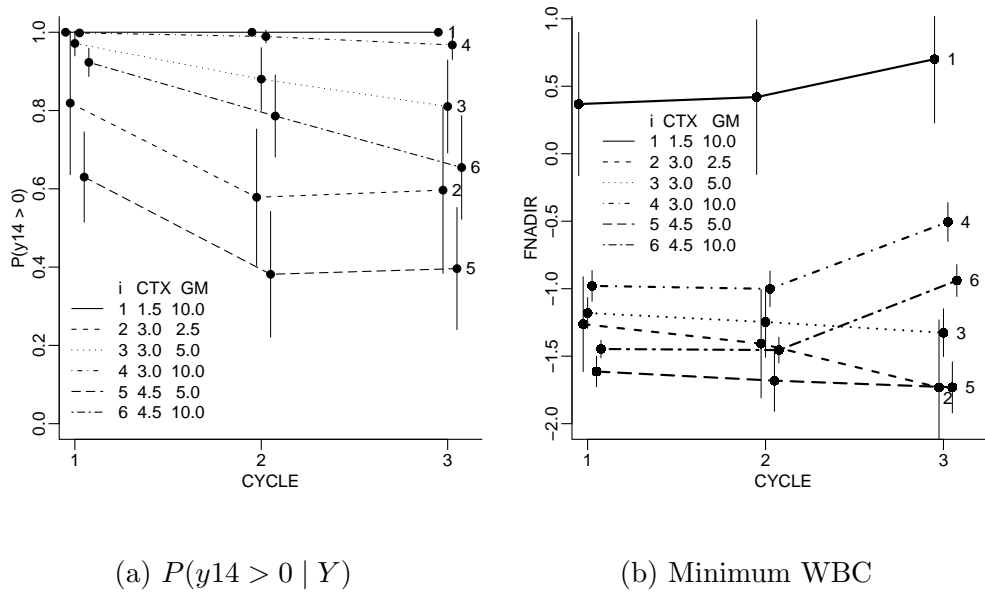 P(y14 > 0)
1.0
0.8
0.6
0.4
0.2
0.0
1
4
3
6
2
5
i CTX GM
1 1.5 10.0
2 3.0 2.5
3 3.0 5.0
4 3.0 10.0
5 4.5 5.0
6 4.5 10.0
1 2 3
CYCLE
(a) P(y14 > 0 | Y)
FNADIR
1.0
0.5
0.0
−0.5
−1.0
−1.5
−2.0
1
i CTX GM
1 1.5 10.0
2 3.0 2.5
3 3.0 5.0
4 3.0 10.0
5 4.5 5.0
6 4.5 10.0
4
6
3
5
2
1 2 3
CYCLE
(b) Minimum WBC